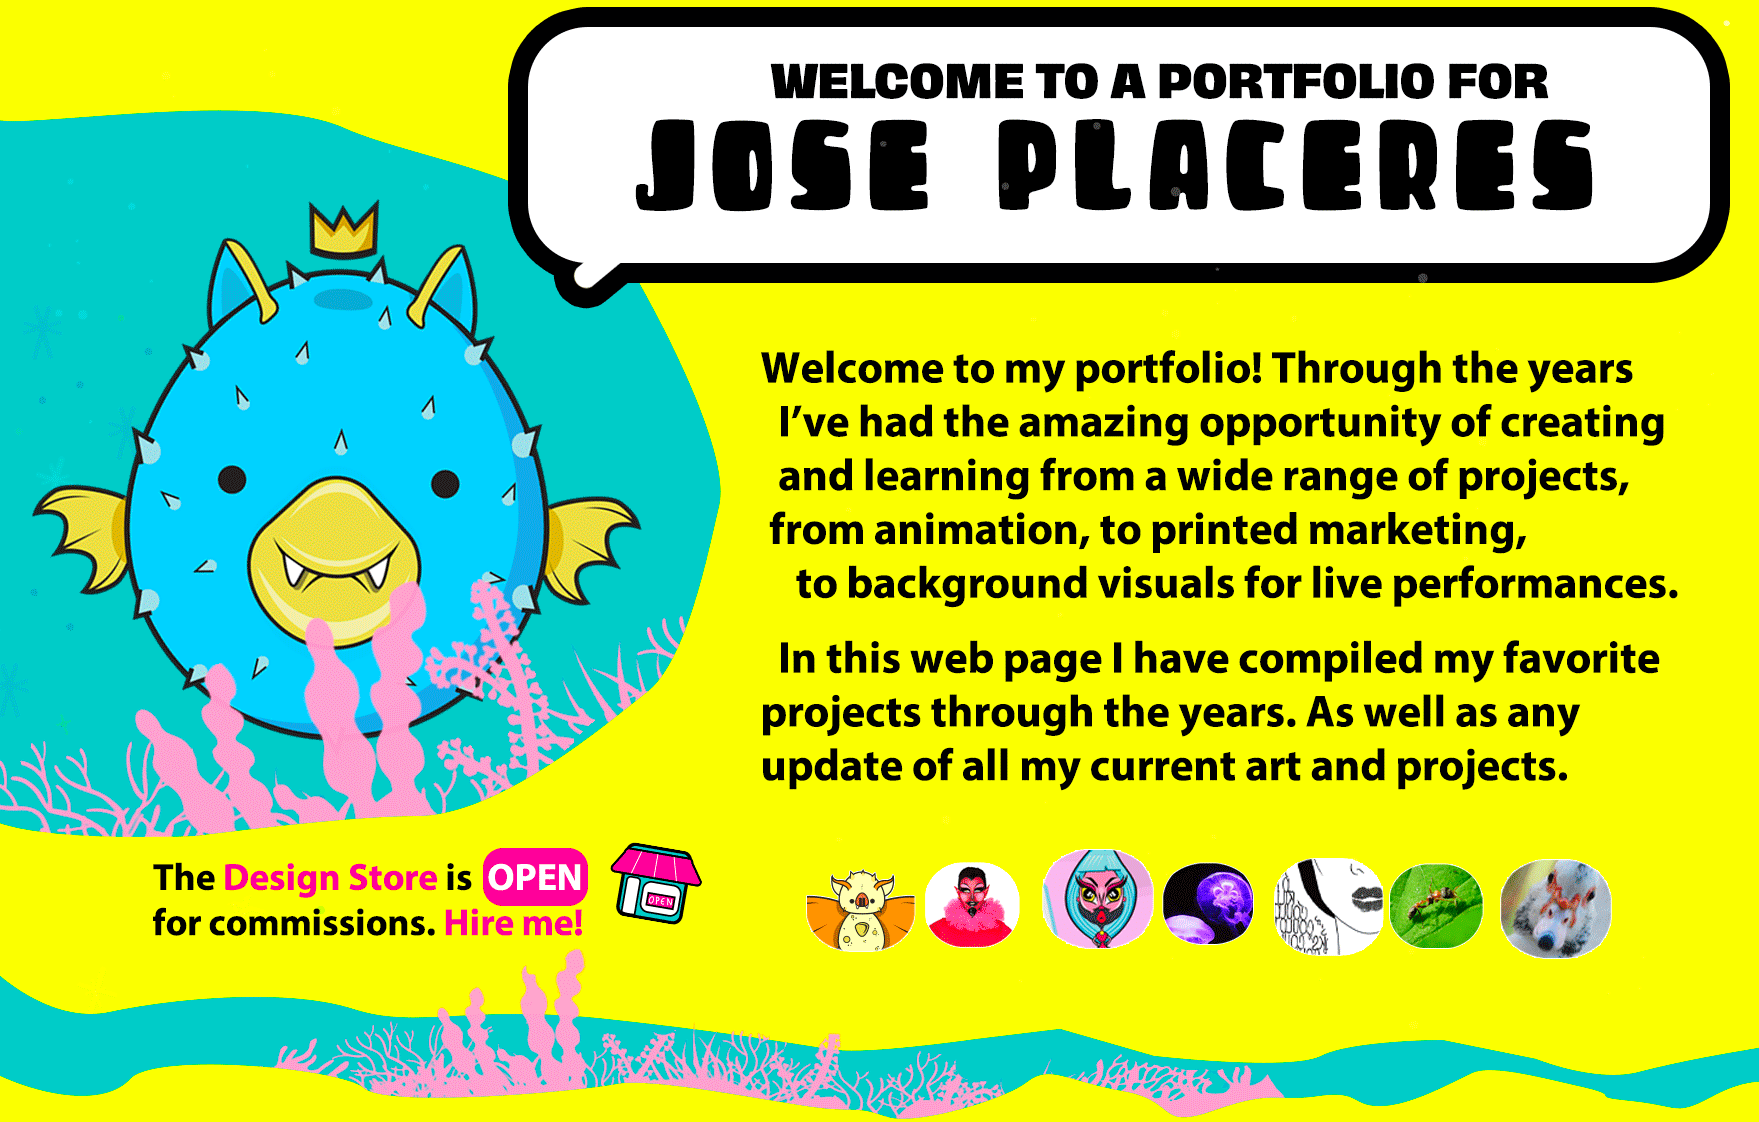 WELCOME TO A PORTFOLIO FOR
JOSE PLACERES
Welcome to my portfolio! Through the years
I’ve had the amazing opportunity of creating
and learning from a wide range of projects,
from animation, to printed marketing,
to background visuals for live performances.
In this web page I have compiled my favorite
projects through the years. As well as any
update of all my current art and projects.
The Design Store is OPEN
for commissions. Hire me!
OPEN